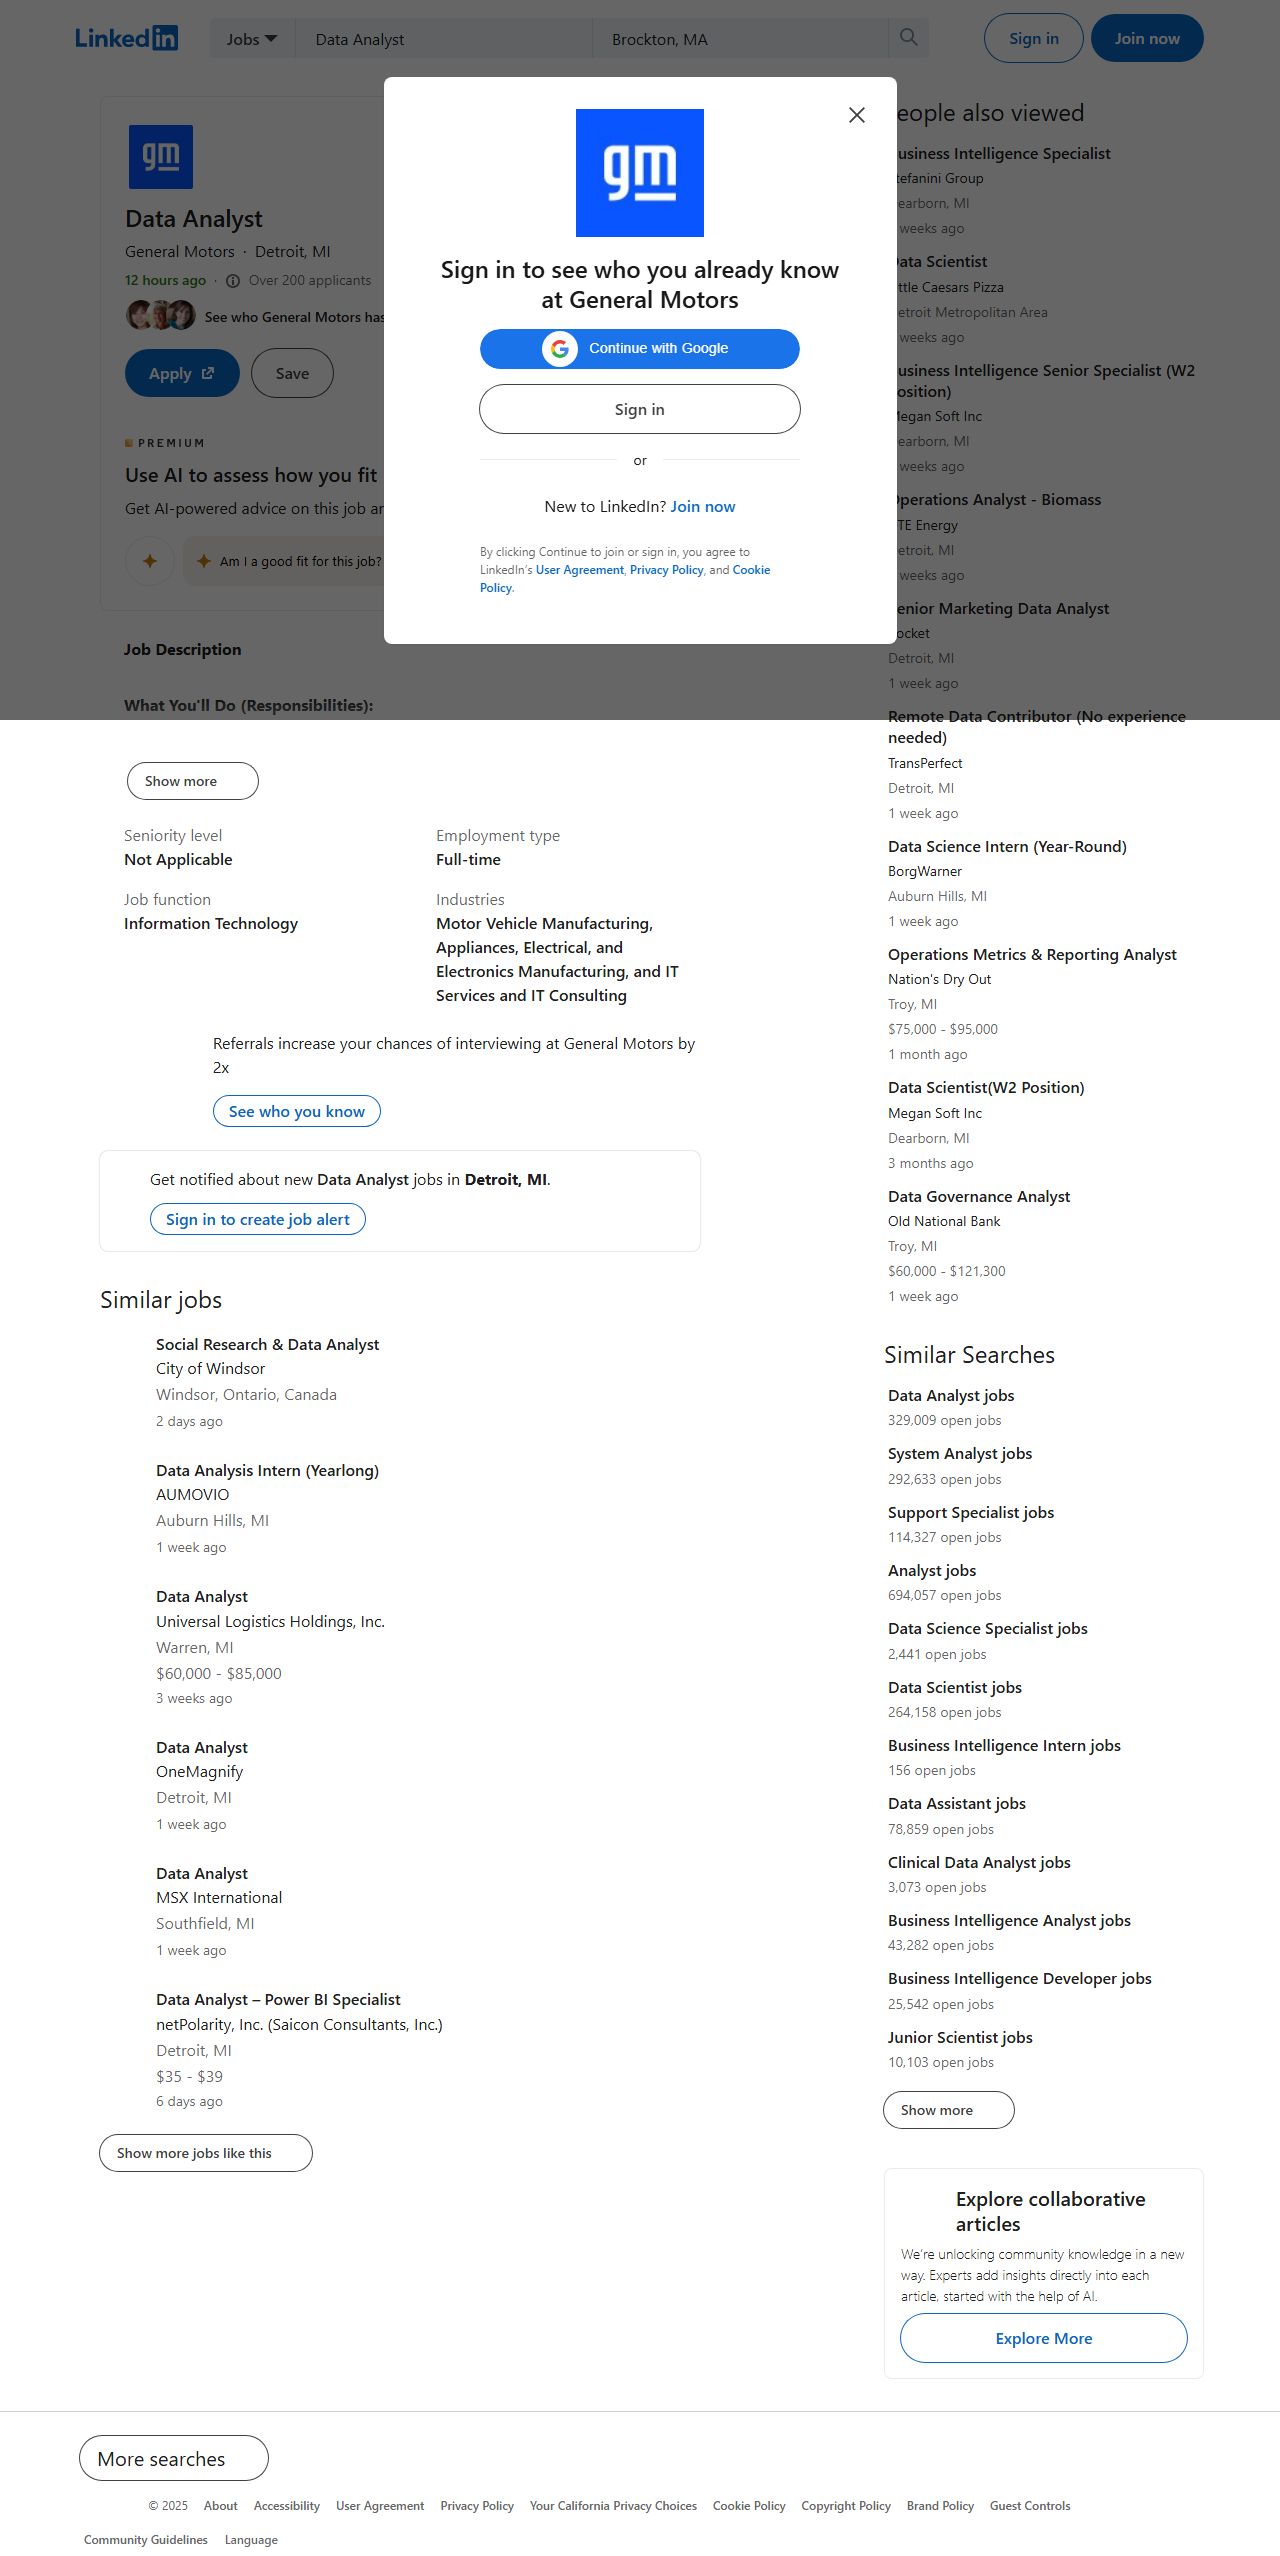 LinkedIn
Jobs
Data Analyst
Brockton, MA
Sign in
Join now
gm
Data Analyst
General Motors · Detroit, MI
12 hours ago · Over 200 applicants
See who General Motors has
Apply
Save
PREMIUM
Use AI to assess how you fit
Get AI-powered advice on this job
Am I a good fit for this job?
Job Description
What You'll Do (Responsibilities):
gm
Sign in to see who you already know
at General Motors
Continue with Google
Sign in
or
New to LinkedIn? Join now
By clicking Continue to join or sign in, you agree to
LinkedIn's User Agreement, Privacy Policy, and Cookie
Policy.
Show more
Seniority level
Not Applicable
Employment type
Full-time
Job function
Information Technology
Industries
Motor Vehicle Manufacturing,
Appliances, Electrical, and
Electronics Manufacturing, and IT
Services and IT Consulting
Referrals increase your chances of interviewing at General Motors by
2x
See who you know
Get notified about new Data Analyst jobs in Detroit, MI.
Sign in to create job alert
Similar jobs
Social Research & Data Analyst
City of Windsor
Windsor, Ontario, Canada
2 days ago
Data Analysis Intern (Yearlong)
AUMOVIO
Auburn Hills, MI
1 week ago
Data Analyst
Universal Logistics Holdings, Inc.
Warren, MI
$60,000 - $85,000
3 weeks ago
Data Analyst
OneMagnify
Detroit, MI
1 week ago
Data Analyst
MSX International
Southfield, MI
1 week ago
Data Analyst – Power BI Specialist
netPolarity, Inc. (Saicon Consultants, Inc.)
Detroit, MI
$35 - $39
6 days ago
Show more jobs like this
eople also viewed
usiness Intelligence Specialist
tefanini Group
earborn, MI
weeks ago
ata Scientist
ttle Caesars Pizza
etroit Metropolitan Area
weeks ago
usiness Intelligence Senior Specialist (W2
osition)
Megan Soft Inc
earborn, MI
weeks ago
perations Analyst - Biomass
TE Energy
etroit, MI
weeks ago
enior Marketing Data Analyst
ocket
Detroit, MI
1 week ago
Remote Data Contributor (No experience
needed)
TransPerfect
Detroit, MI
1 week ago
Data Science Intern (Year-Round)
BorgWarner
Auburn Hills, MI
1 week ago
Operations Metrics & Reporting Analyst
Nation's Dry Out
Troy, MI
$75,000 - $95,000
1 month ago
Data Scientist(W2 Position)
Megan Soft Inc
Dearborn, MI
3 months ago
Data Governance Analyst
Old National Bank
Troy, MI
$60,000 - $121,300
1 week ago
Similar Searches
Data Analyst jobs
329,009 open jobs
System Analyst jobs
292,633 open jobs
Support Specialist jobs
114,327 open jobs
Analyst jobs
694,057 open jobs
Data Science Specialist jobs
2,441 open jobs
Data Scientist jobs
264,158 open jobs
Business Intelligence Intern jobs
156 open jobs
Data Assistant jobs
78,859 open jobs
Clinical Data Analyst jobs
3,073 open jobs
Business Intelligence Analyst jobs
43,282 open jobs
Business Intelligence Developer jobs
25,542 open jobs
Junior Scientist jobs
10,103 open jobs
Show more
Explore collaborative
articles
We're unlocking community knowledge in a new
way. Experts add insights directly into each
article, started with the help of AI.
Explore More
More searches
© 2025 About Accessibility User Agreement Privacy Policy Your California Privacy Choices Cookie Policy Copyright Policy Brand Policy Guest Controls
Community Guidelines Language